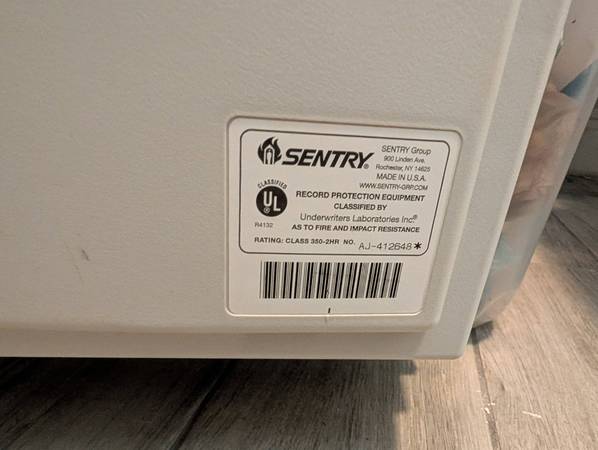 SENTRY®
SENTRY Group
900 Linden Ave.
Rochester, NY 14625
MADE IN U.S.A.
WWW.SENTRY-GRP.COM
CLASSIFIED
UL
®
R4132
RECORD PROTECTION EQUIPMENT
CLASSIFIED BY
Underwriters Laboratories Inc.®
AS TO FIRE AND IMPACT RESISTANCE
RATING: CLASS 350-2HR NO. AJ-412648*